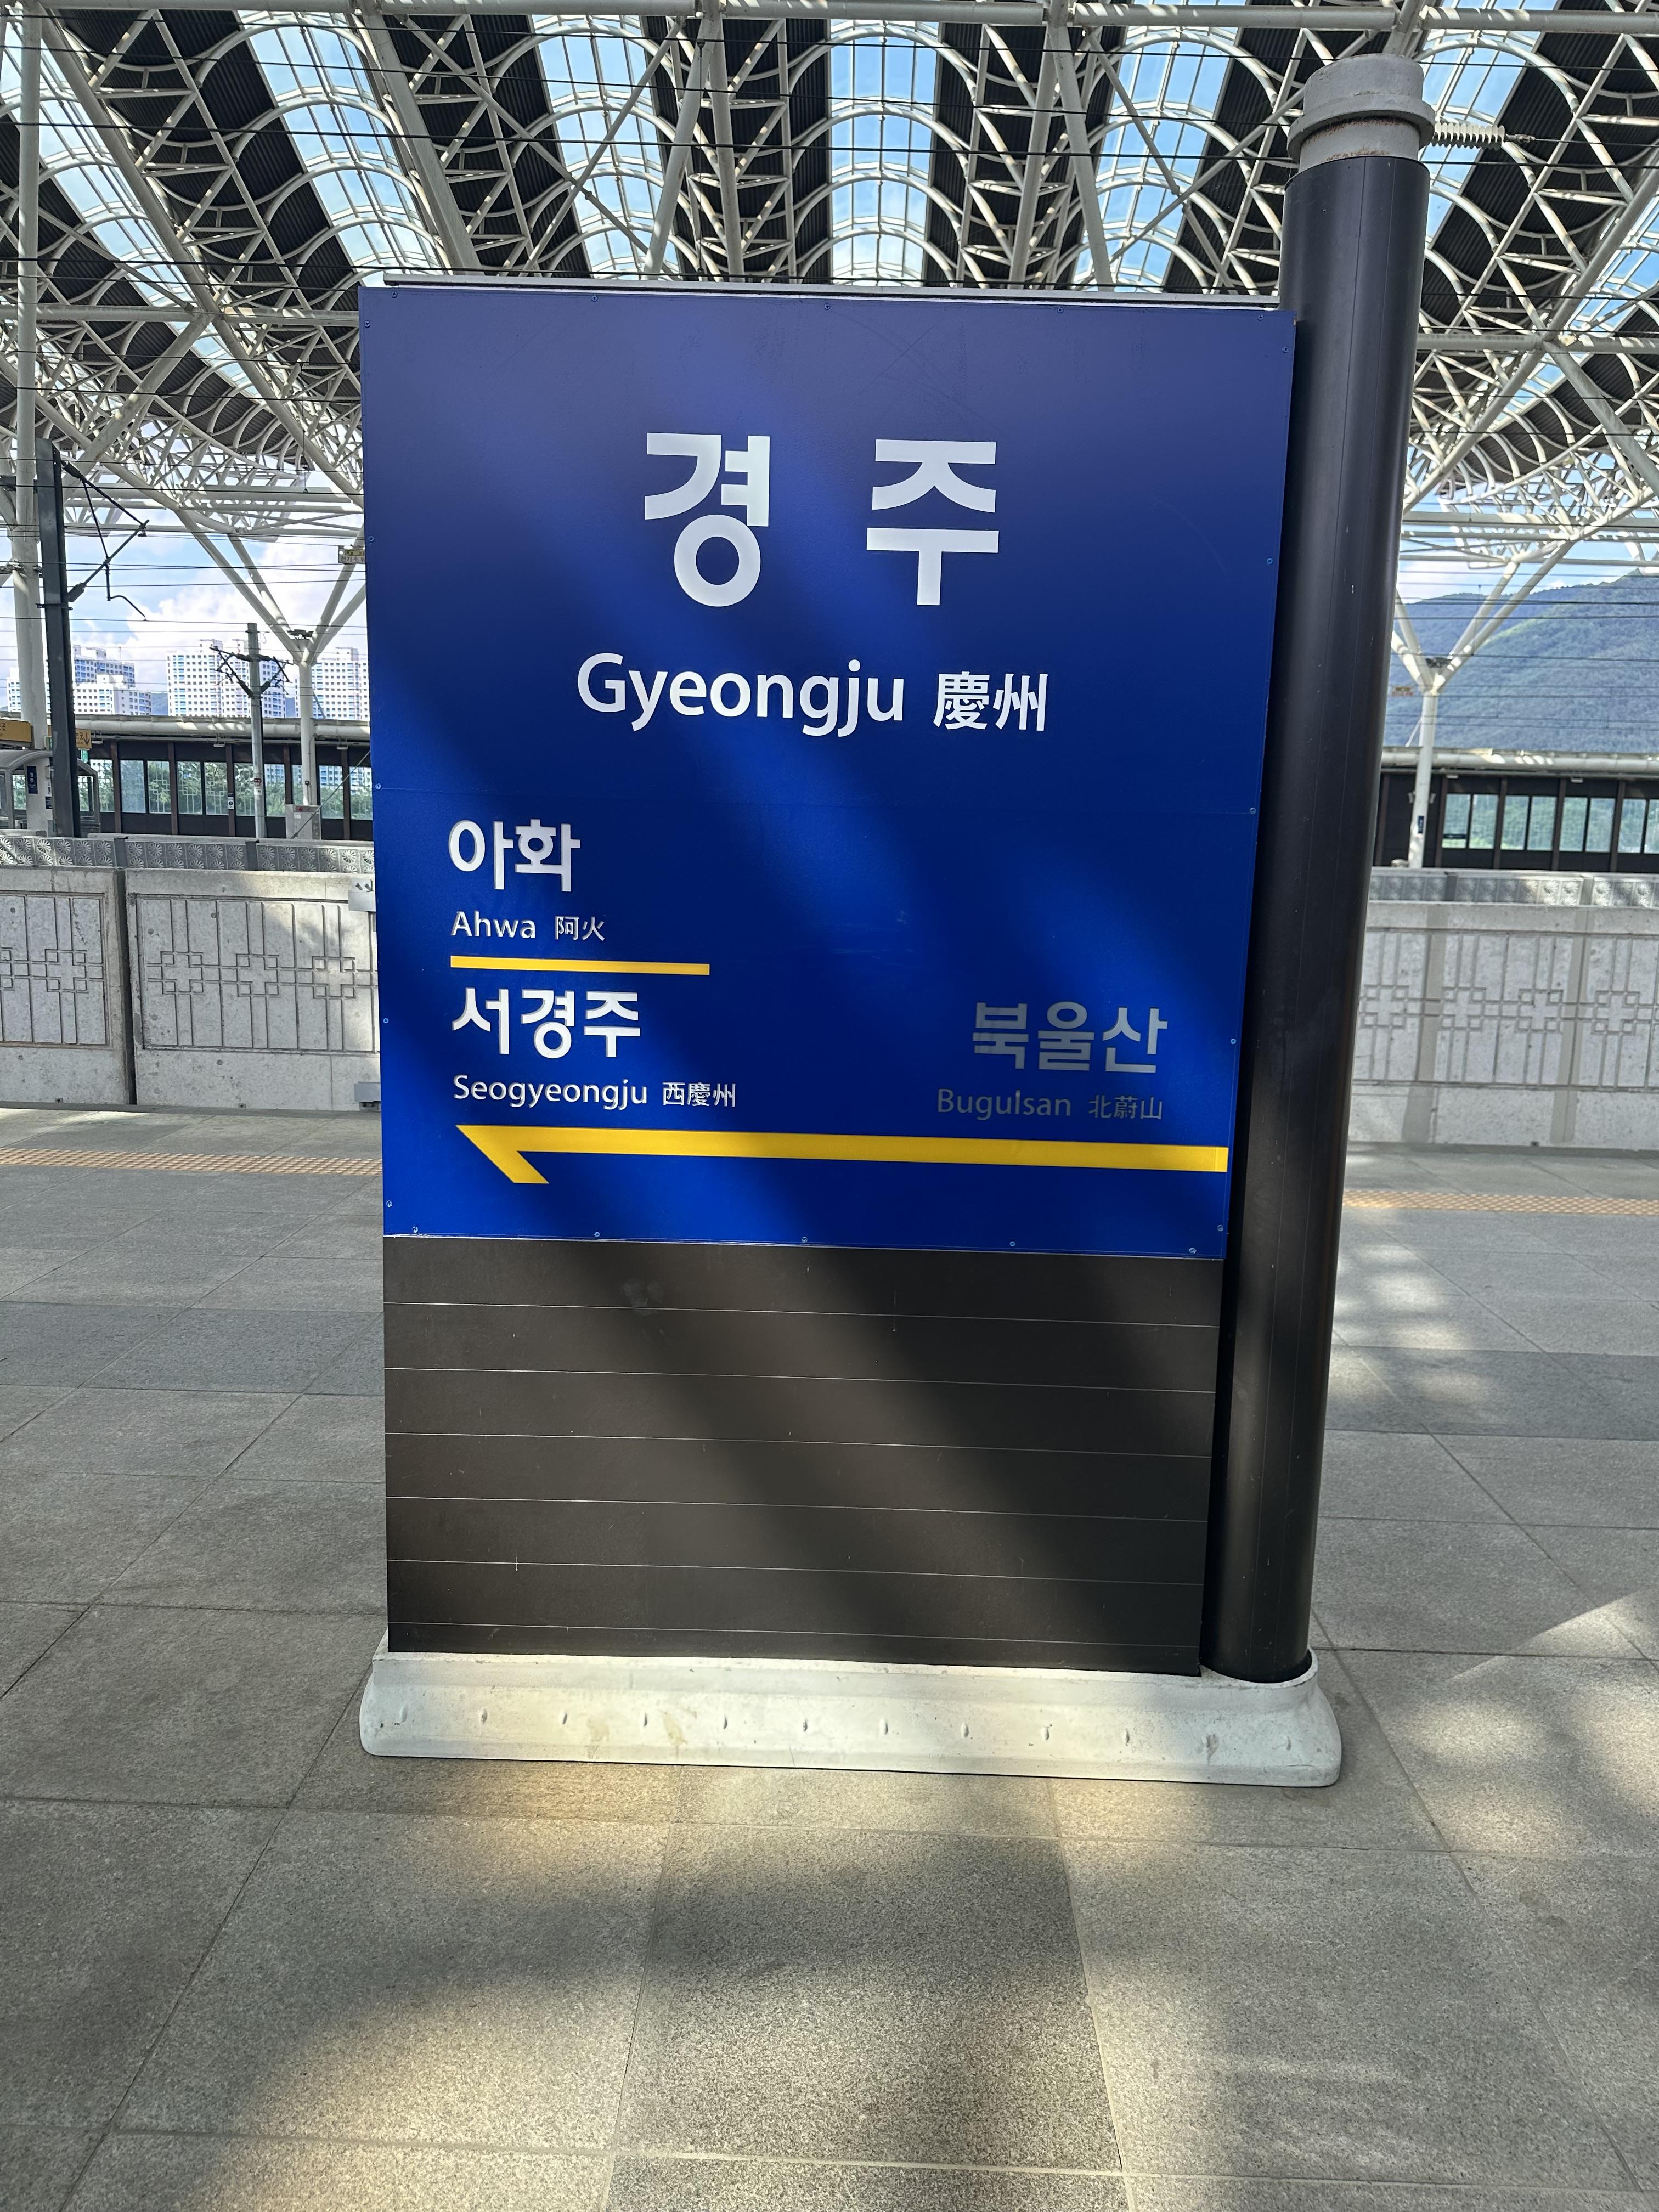 경 주
Gyeongju 慶州
아화
Ahwa 阿火
서경주
Seogyeongju 西慶州
북울산
Bugulsan 北蔚山